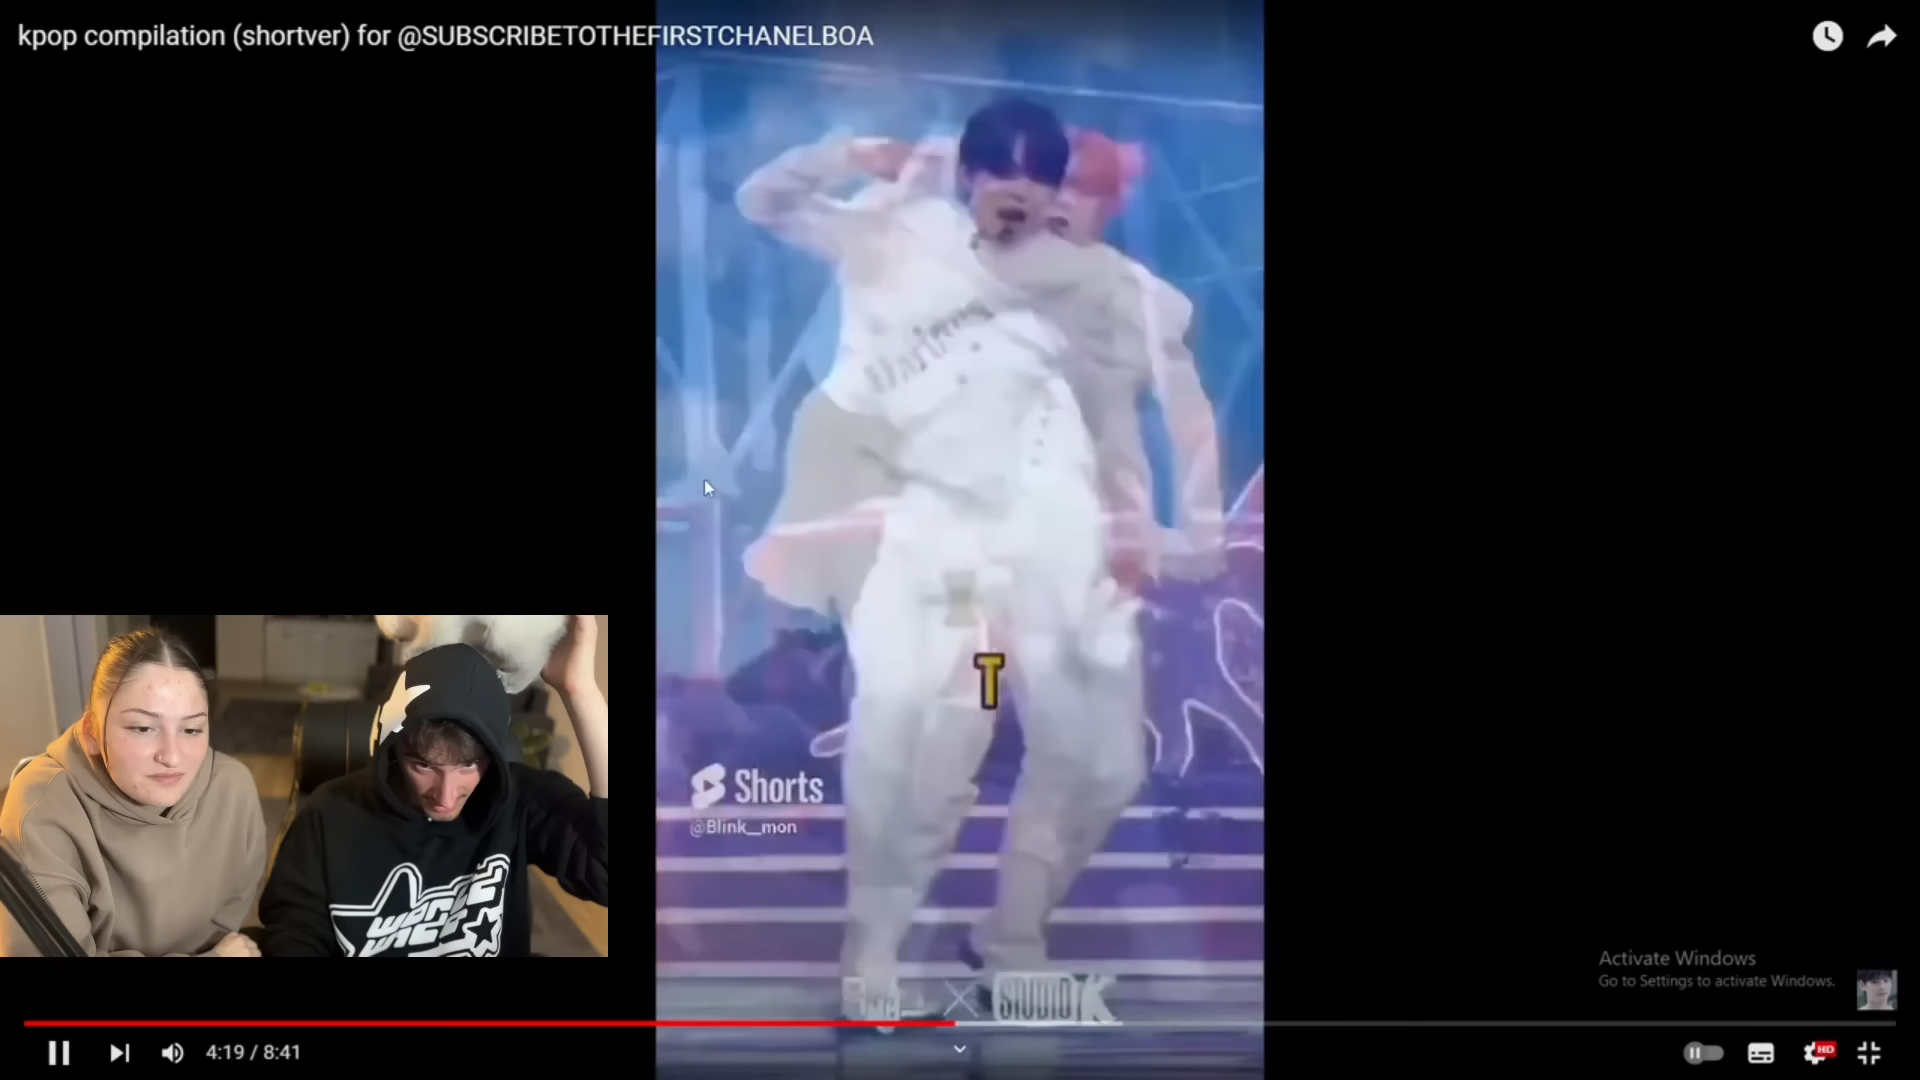 kpop compilation (shortver) for @SUBSCRIBETOTHEFIRSTCHANELBOA
T
Shorts
@Blink_mon
STUDIO K
Activate Windows
Go to Settings to activate Windows.
4:19 / 8:41
HD